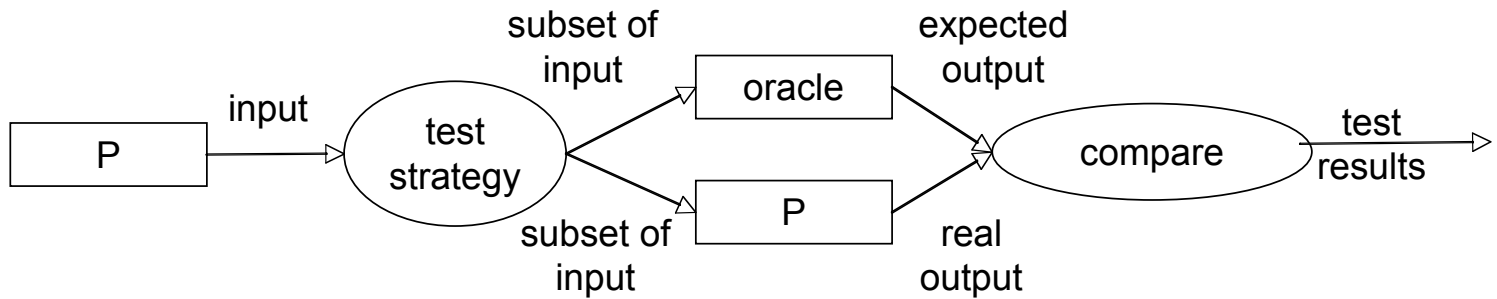 P
input
test
strategy
subset of
input
subset of
input
oracle
P
expected
output
real
output
compare
test
results